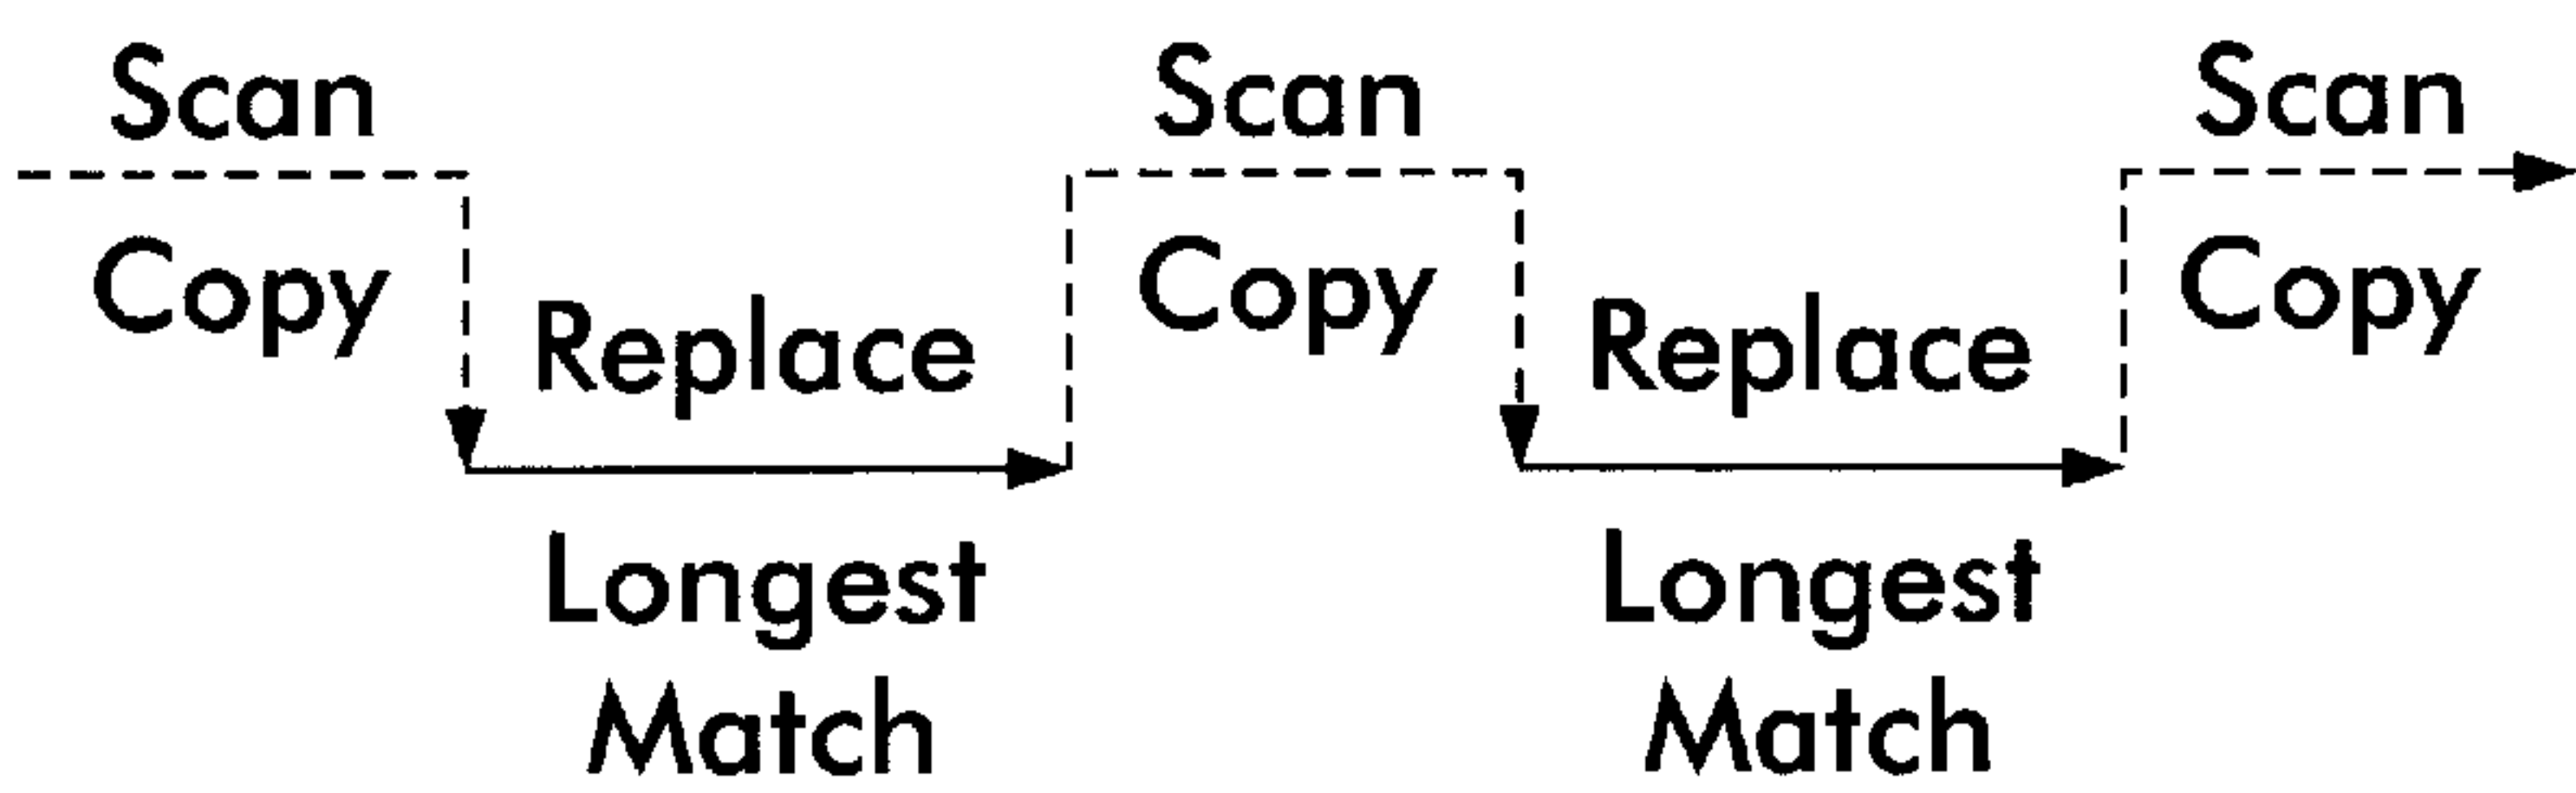 Scan
Copy
Replace
Longest
Match
Scan
Copy
Replace
Longest
Match
Scan
Copy